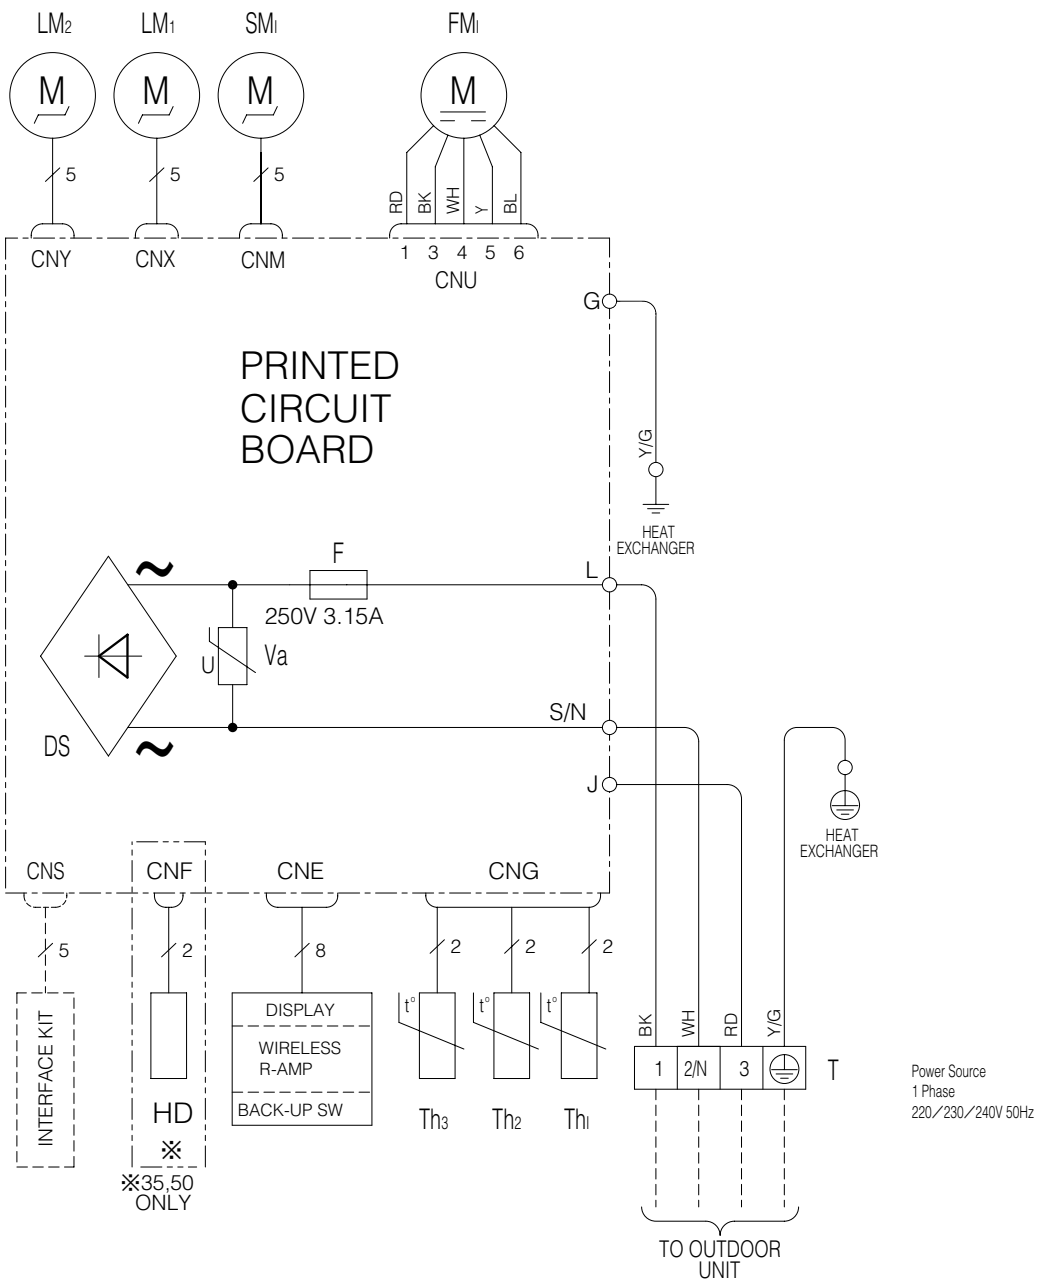 LM2 LM1 SMI FMI
M M M M
5 5 5
RD BK WH Y BL
CNY CNX CNM 1 3 4 5 6
CNU
G
PRINTED
CIRCUIT
BOARD
Y/G
HEAT
EXCHANGER
F
L
250V 3.15A
U Va
S/N
DS
J
HEAT
EXCHANGER
CNS CNF CNE CNG
5 2 8 2 2 2
INTERFACE KIT
HD
※
※35,50
ONLY
DISPLAY
WIRELESS
R-AMP
BACK-UP SW
t° t° t°
Th3 Th2 ThI
BK WH RD Y/G
1 2/N 3 T
Power Source
1 Phase
220/230/240V 50Hz
TO OUTDOOR
UNIT